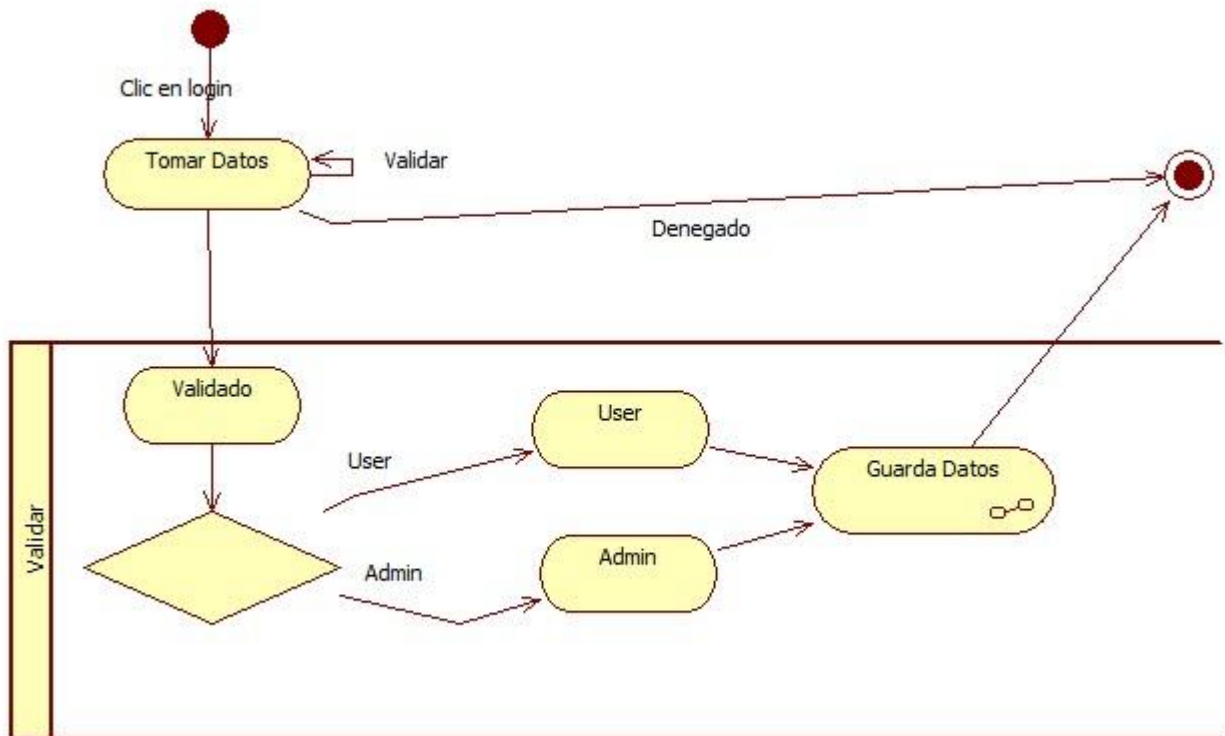 Clic en login
Tomar Datos
Validar
Denegado
Validar
Validado
User
User
Guarda Datos
Admin
Admin